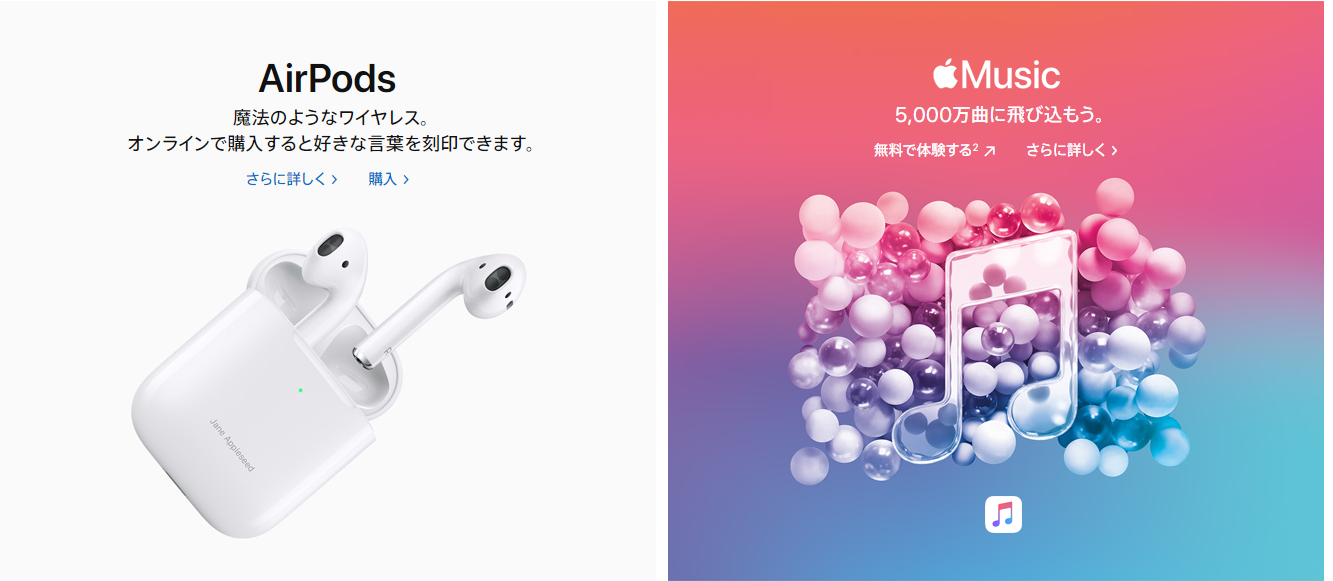 AirPods
魔法のようなワイヤレス。
オンラインで購入すると好きな言葉を刻印できます。
さらに詳しく > 購入 >
Jane Appleseed
Music
5,000万曲に飛び込もう。
無料で体験する² ↗ さらに詳しく >